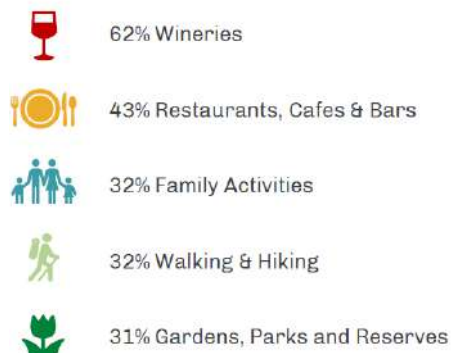 62% Wineries
43% Restaurants, Cafes & Bars
32% Family Activities
32% Walking & Hiking
31% Gardens, Parks and Reserves